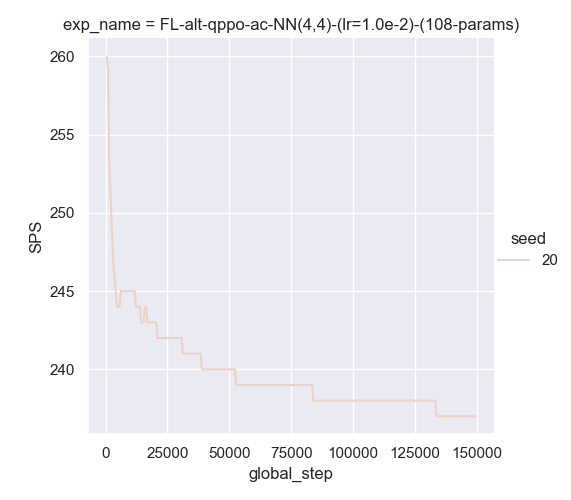 exp_name = FL-alt-qppo-ac-NN(4,4)-(lr=1.0e-2)-(108-params)
260
255
250
245
240
SPS
0 25000 50000 75000 100000 125000 150000
global_step
seed
20